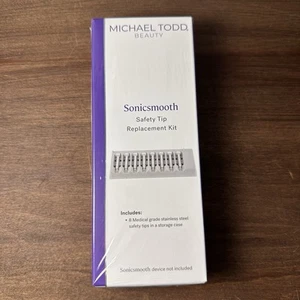 MICHAEL TODD
BEAUTY
Sonicsmooth
Safety Tip
Replacement Kit
Includes:
• 8 Medical grade stainless steel
safety tips in a storage case
Sonicsmooth device not included